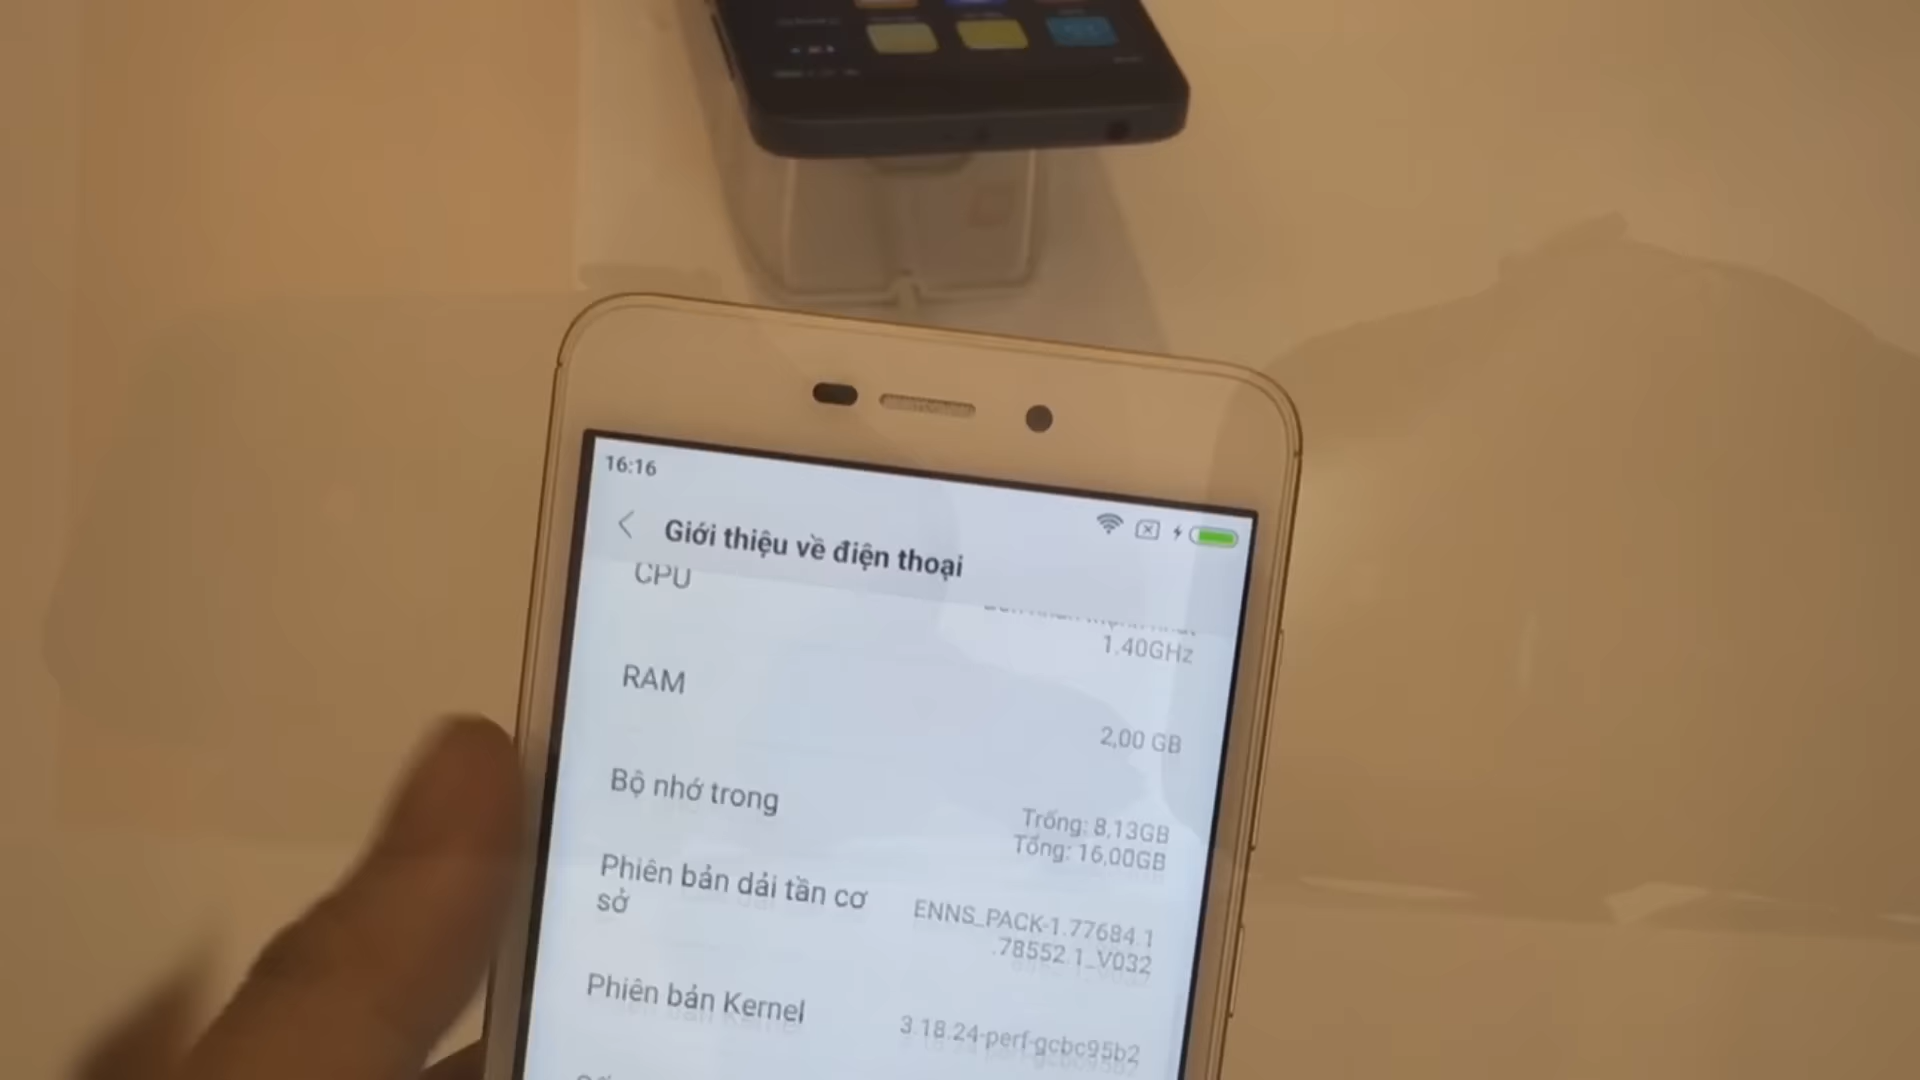 16:16
Giới thiệu về điện thoại
CPU
1.40GHz
RAM
2,00 GB
Bộ nhớ trong
Trống: 8,13GB
Tổng: 16,00GB
Phiên bản dải tần cơ
sở
ENNS_PACK-1.77684.1
.78552.1_V032
Phiên bản Kernel
3.18.24-perf-gcbc95b2